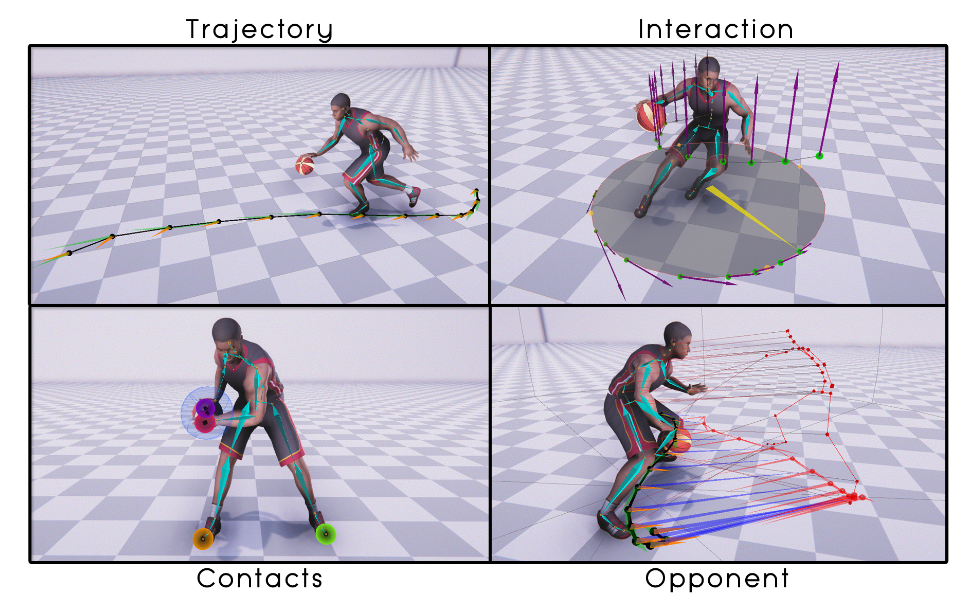 Trajectory
Interaction
Contacts
Opponent